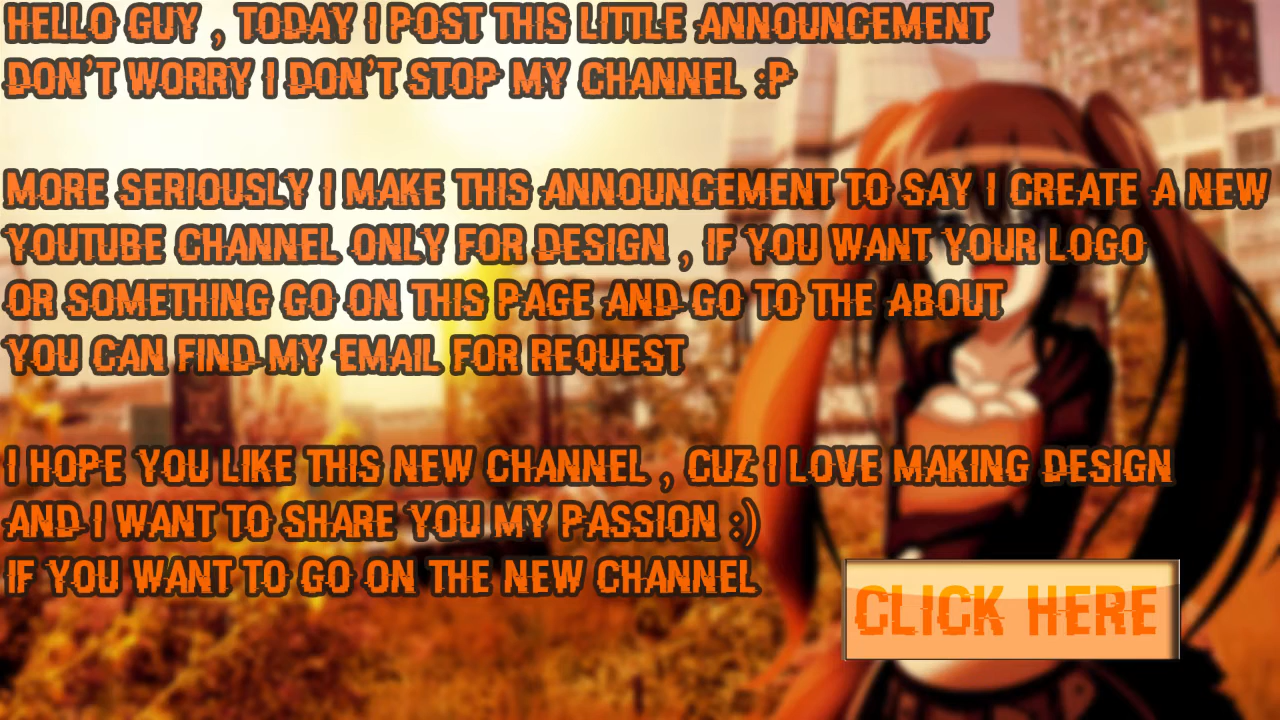 HELLO GUY , TODAY I POST THIS LITTLE ANNOUNCEMENT
DON'T WORRY I DON'T STOP MY CHANNEL :P
MORE SERIOUSLY I MAKE THIS ANNOUNCEMENT TO SAY I CREATE A NEW
YOUTUBE CHANNEL ONLY FOR DESIGN , IF YOU WANT YOUR LOGO
OR SOMETHING GO ON THIS PAGE AND GO TO THE ABOUT
YOU CAN FIND MY EMAIL FOR REQUEST
I HOPE YOU LIKE THIS NEW CHANNEL , CUZ I LOVE MAKING DESIGN
AND I WANT TO SHARE YOU MY PASSION :)
IF YOU WANT TO GO ON THE NEW CHANNEL
CLICK HERE